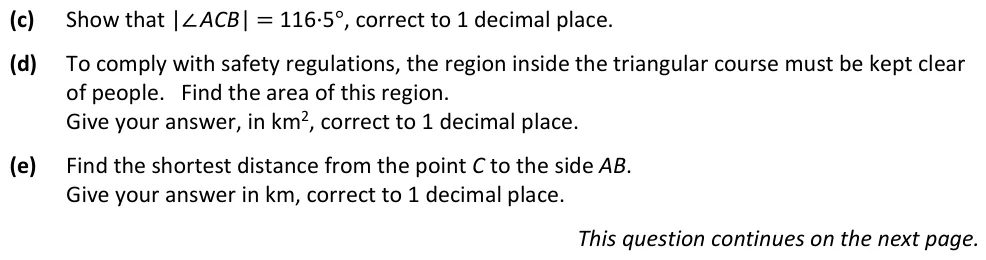 (c) Show that |∠ACB| = 116·5°, correct to 1 decimal place.
(d) To comply with safety regulations, the region inside the triangular course must be kept clear
of people. Find the area of this region.
Give your answer, in km², correct to 1 decimal place.
(e) Find the shortest distance from the point C to the side AB.
Give your answer in km, correct to 1 decimal place.
This question continues on the next page.